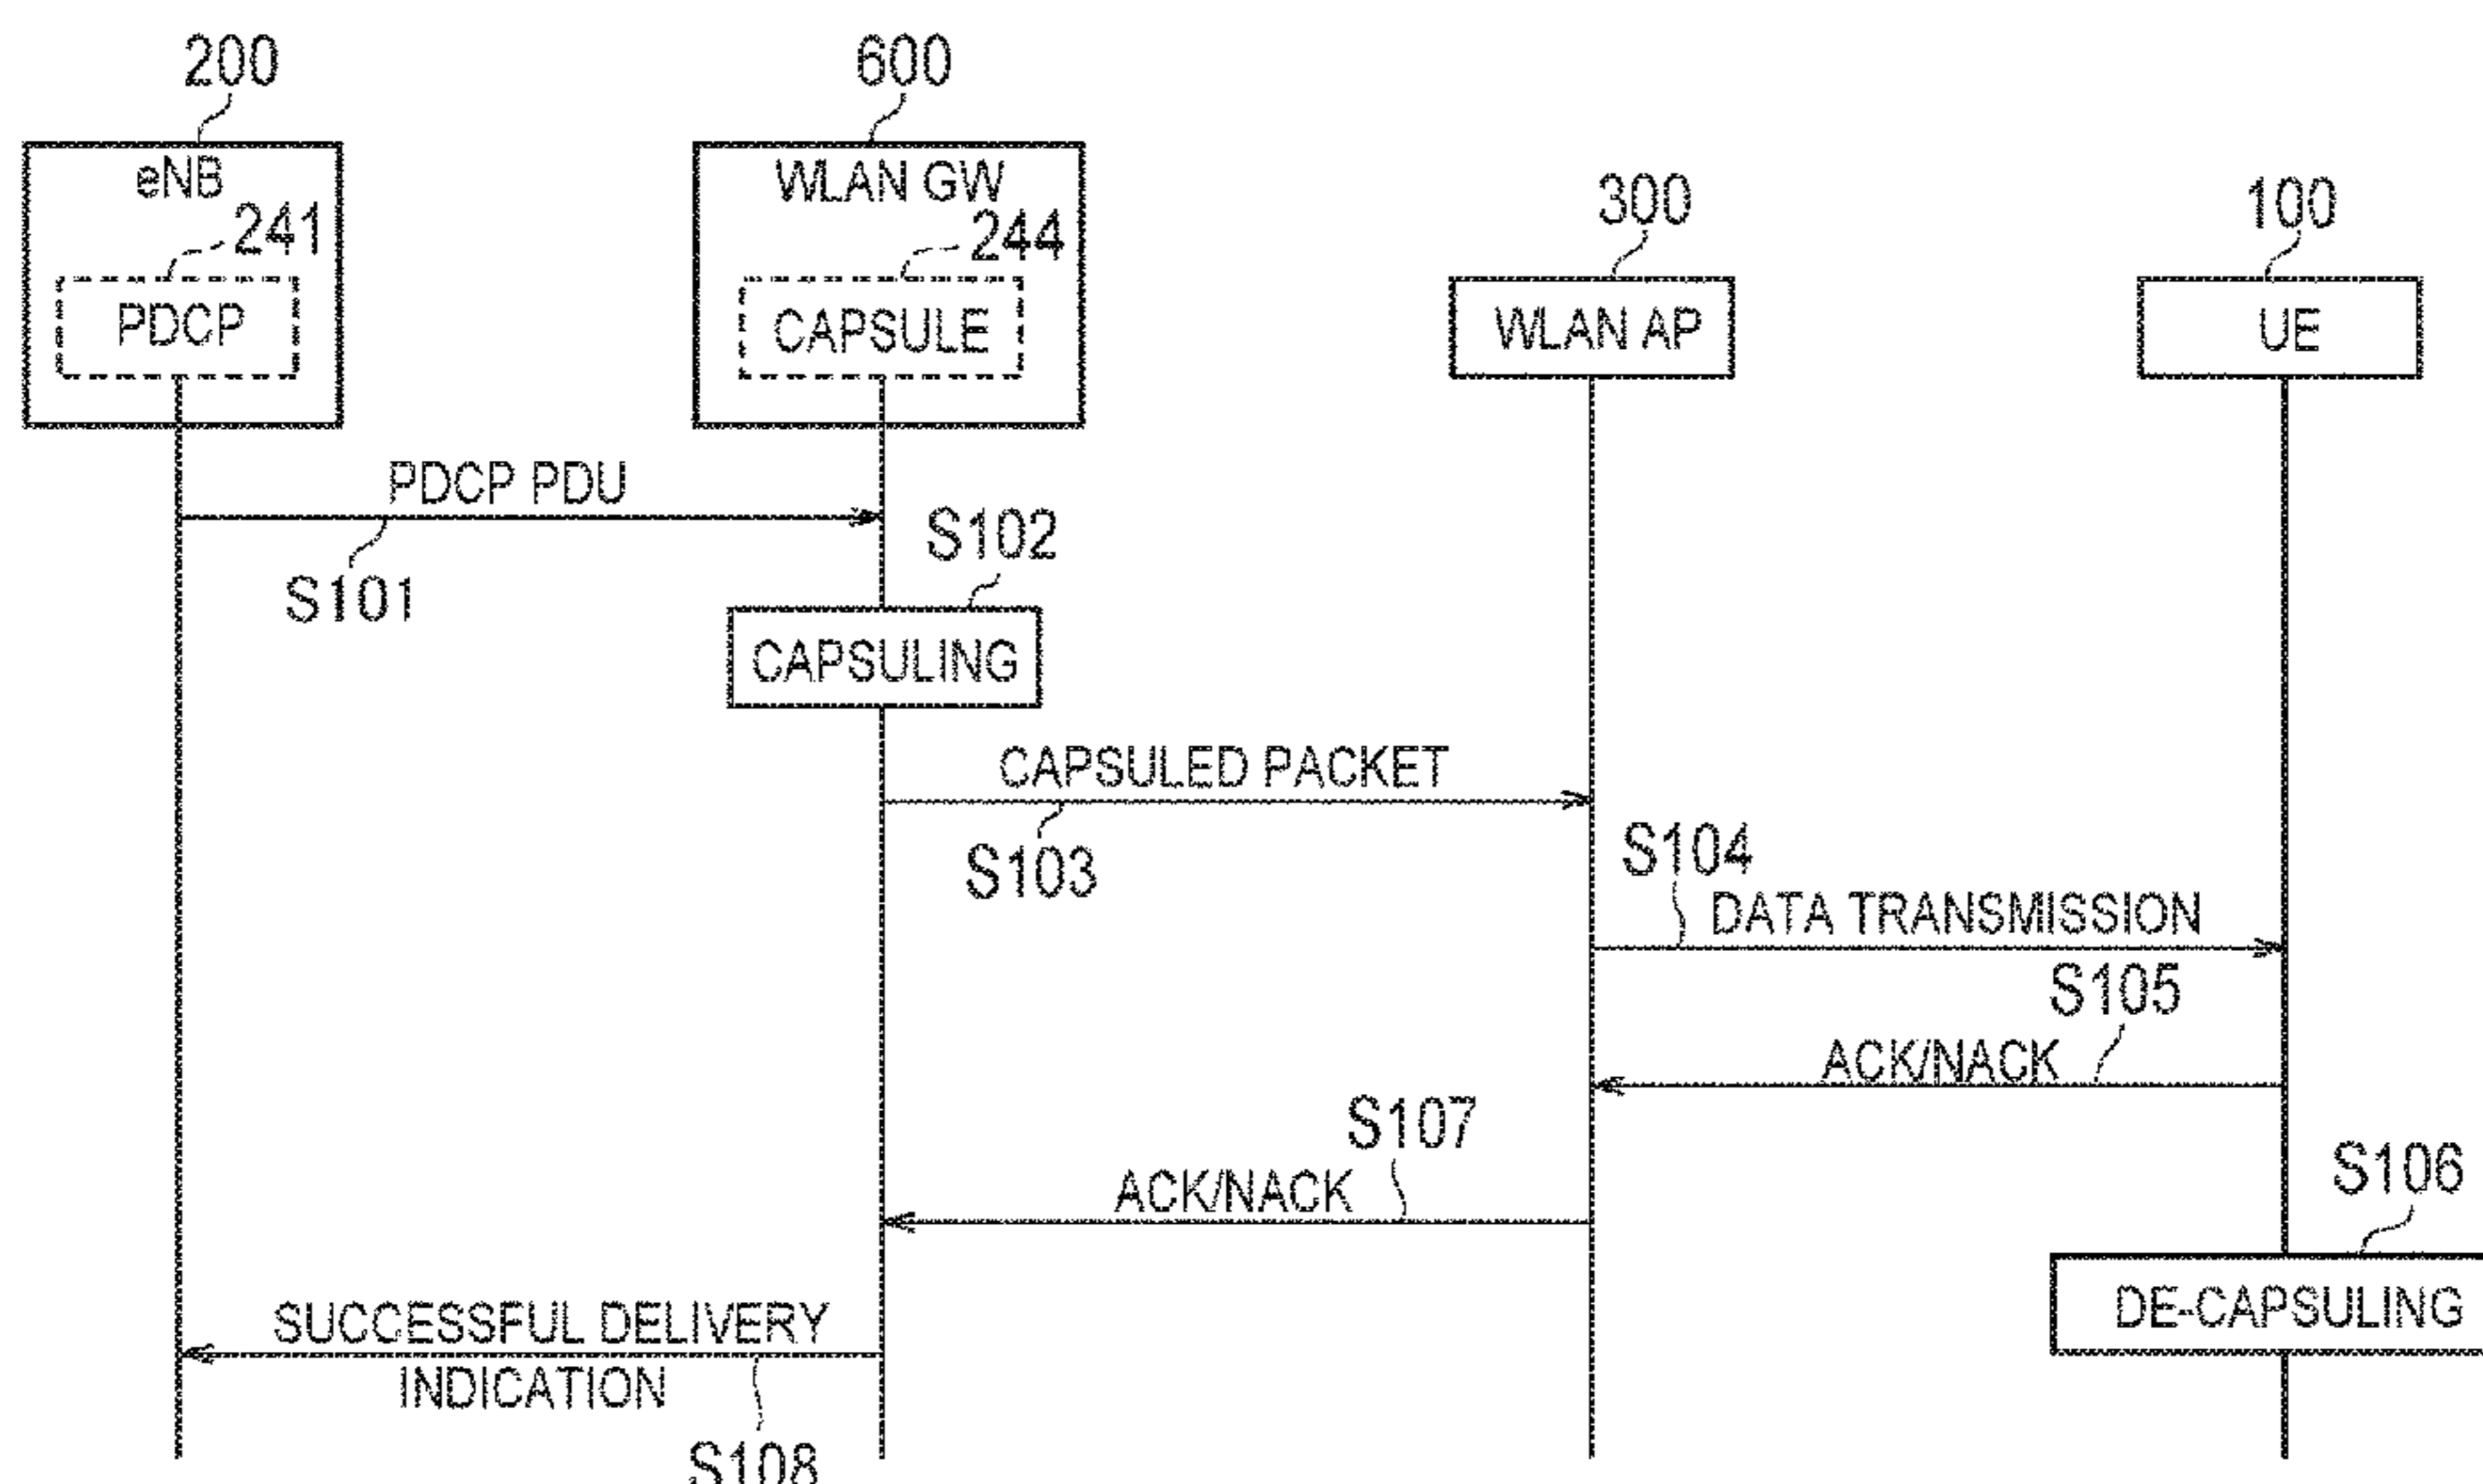 200
600
eNB
WLAN GW
241
244
300
100
PDCP
CAPSULE
WLAN AP
UE
PDCP PDU
S101
S102
CAPSULING
CAPSULED PACKET
S103
S104
DATA TRANSMISSION
S105
ACK/NACK
S107
ACK/NACK
S106
DE-CAPSULING
SUCCESSFUL DELIVERY
INDICATION
S108